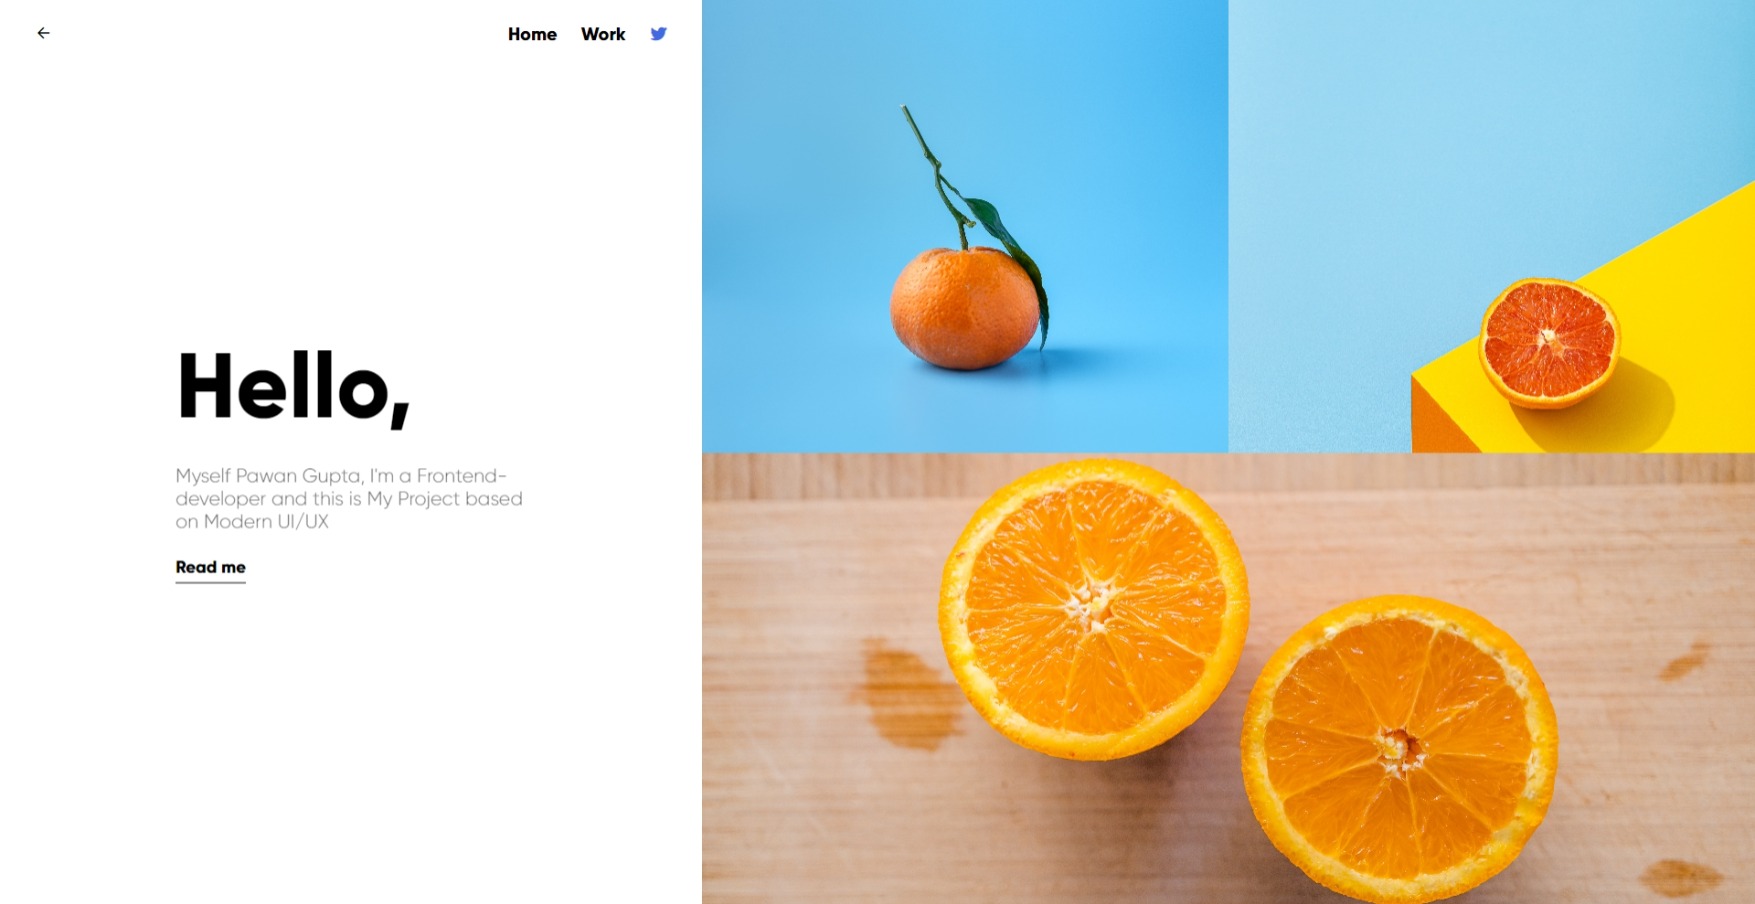 Home Work
Hello,
Myself Pawan Gupta, I'm a Frontend-
developer and this is My Project based
on Modern UI/UX
Read me